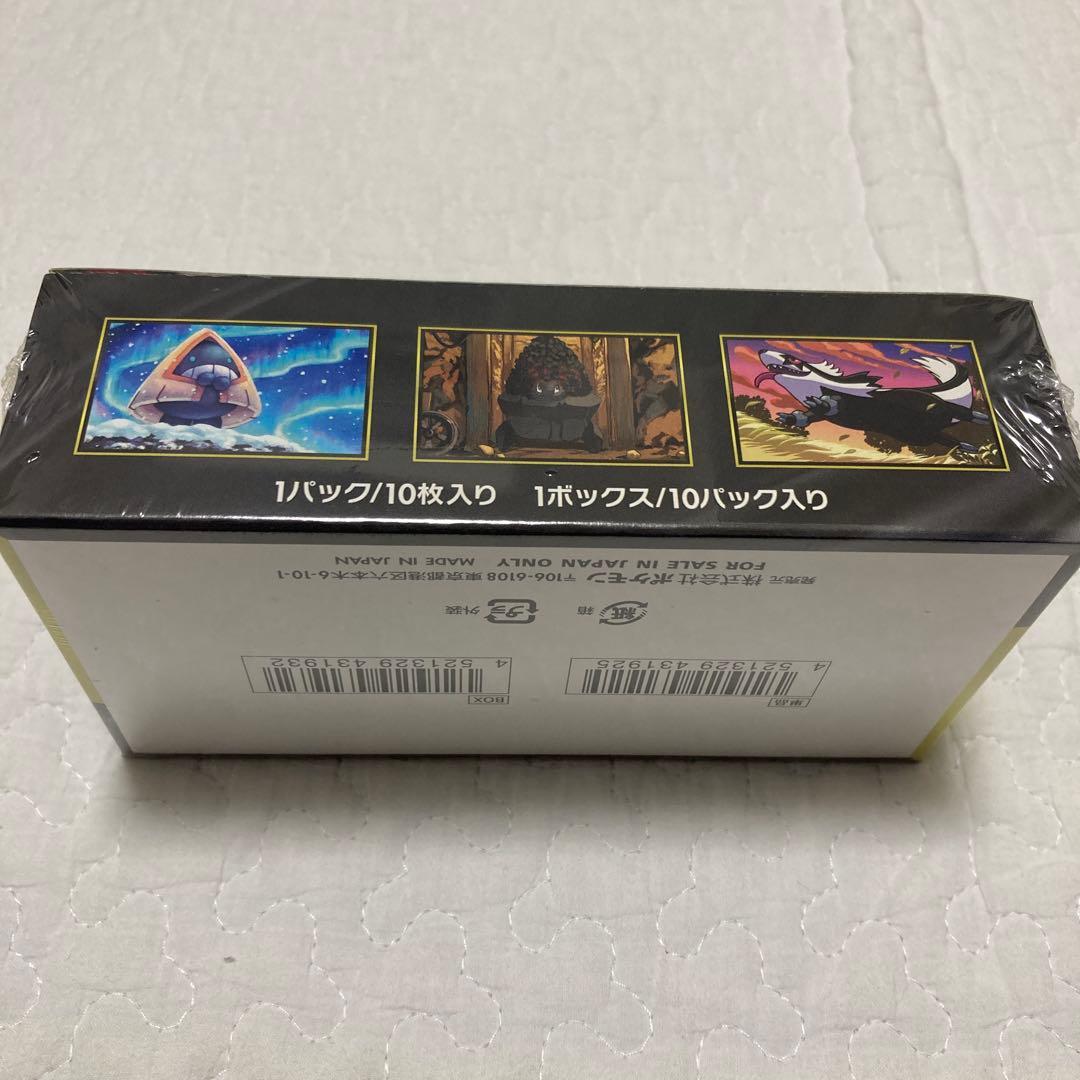 1パック/10枚入り 1ボックス/10パック入り
発売元 株式会社ポケモン 〒106-6108 東京都港区六本木6-10-1
FOR SALE IN JAPAN ONLY MADE IN JAPAN
紙 箱 プラ 外装
単品 BOX
4 521329 431925 4 521329 431932